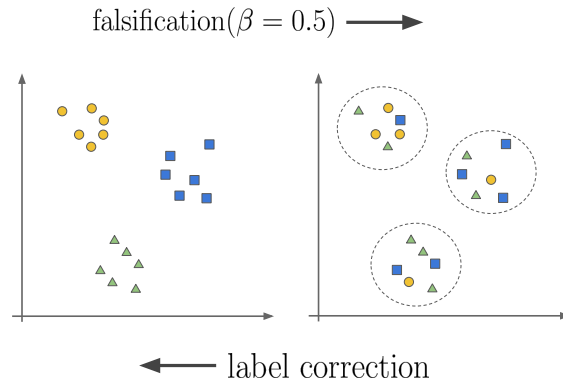 falsification(β = 0.5)
label correction